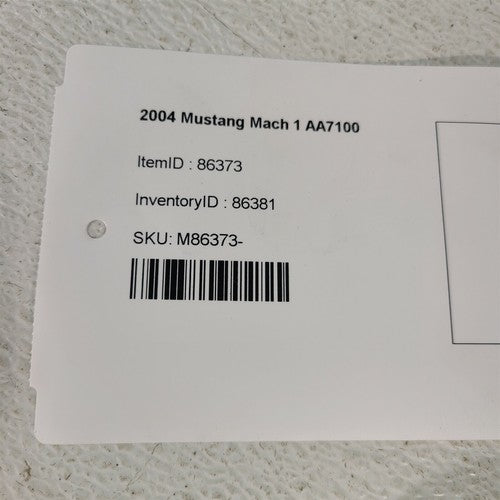 2004 Mustang Mach 1 AA7100
ItemID : 86373
InventoryID : 86381
SKU: M86373-